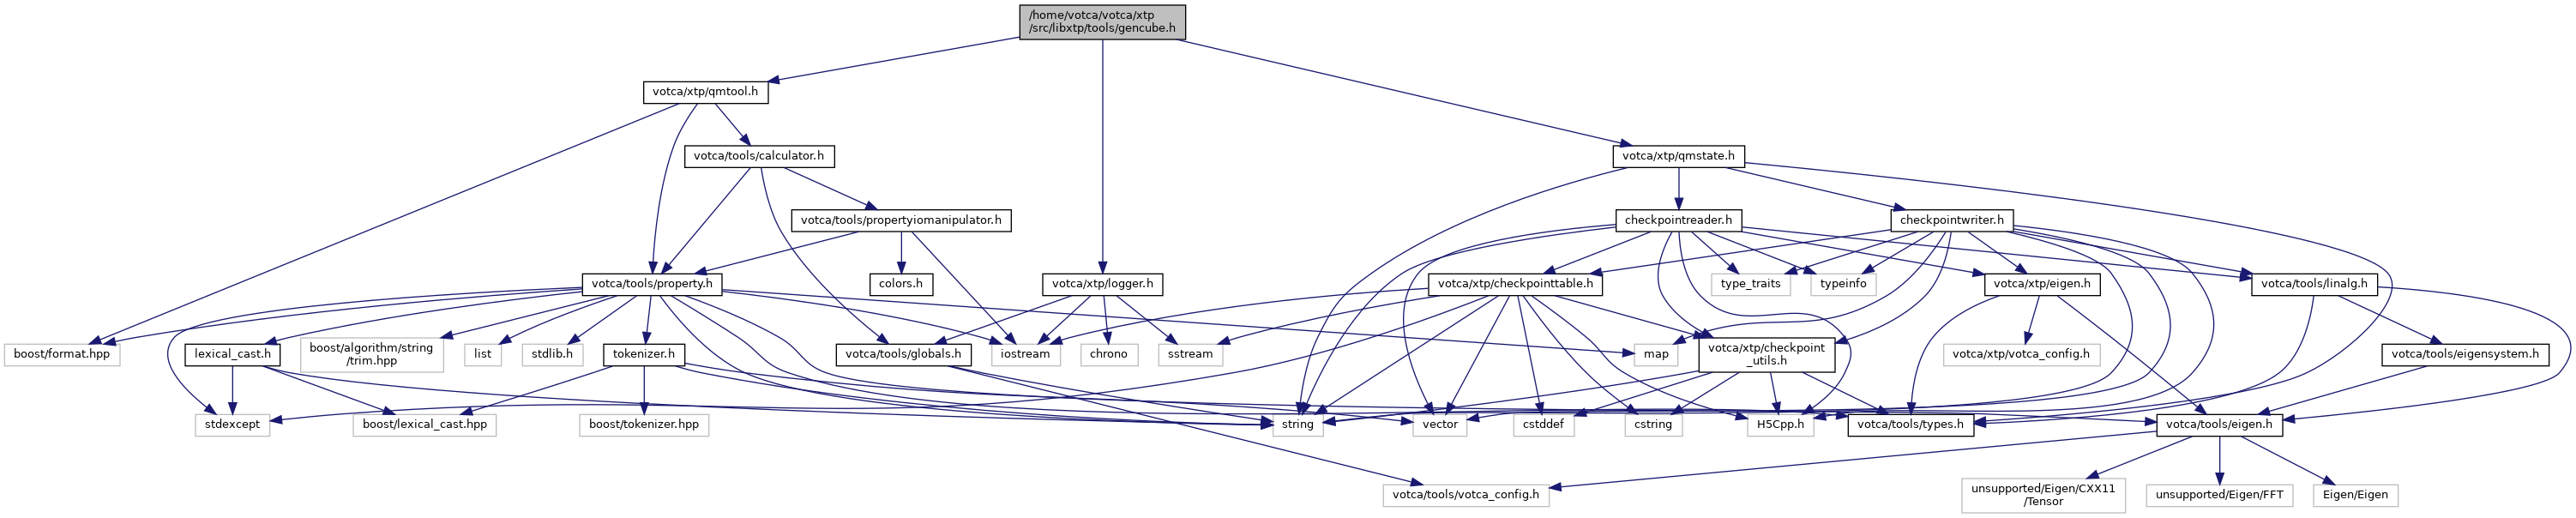 /home/votca/votca/xtp
/src/libxtp/tools/gencube.h
votca/xtp/qmtool.h
votca/tools/calculator.h
votca/xtp/qmstate.h
votca/tools/propertyiomanipulator.h
checkpointreader.h
checkpointwriter.h
votca/tools/property.h
colors.h
votca/xtp/logger.h
votca/xtp/checkpointtable.h
type_traits
typeinfo
votca/xtp/eigen.h
votca/tools/linalg.h
boost/format.hpp
lexical_cast.h
boost/algorithm/string
/trim.hpp
list
stdlib.h
tokenizer.h
votca/tools/globals.h
iostream
chrono
sstream
map
votca/xtp/checkpoint
_utils.h
votca/xtp/votca_config.h
votca/tools/eigensystem.h
stdexcept
boost/lexical_cast.hpp
boost/tokenizer.hpp
string
vector
cstddef
cstring
H5Cpp.h
votca/tools/types.h
votca/tools/eigen.h
votca/tools/votca_config.h
unsupported/Eigen/CXX11
/Tensor
unsupported/Eigen/FFT
Eigen/Eigen